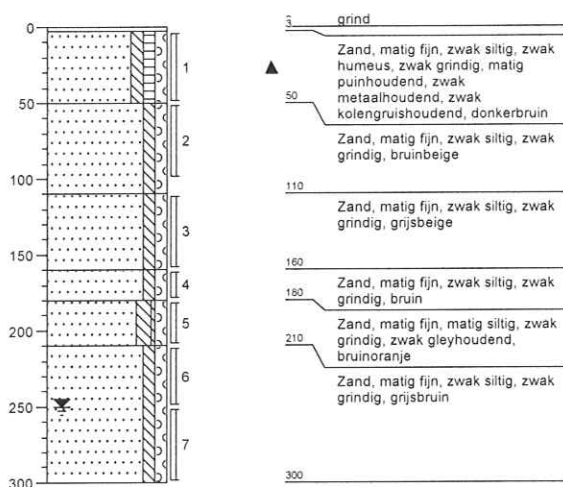 0
50
100
150
200
250
300
1
2
3
4
5
6
7
3
grind
Zand, matig fijn, zwak siltig, zwak
humeus, zwak grindig, matig
puinhoudend, zwak
metaalhoudend, zwak
kolengruishoudend, donkerbruin
50
Zand, matig fijn, zwak siltig, zwak
grindig, bruinbeige
110
Zand, matig fijn, zwak siltig, zwak
grindig, grijsbeige
160
Zand, matig fijn, zwak siltig, zwak
grindig, bruin
180
Zand, matig fijn, matig siltig, zwak
grindig, zwak gleyhoudend,
bruinoranje
210
Zand, matig fijn, zwak siltig, zwak
grindig, grijsbruin
300